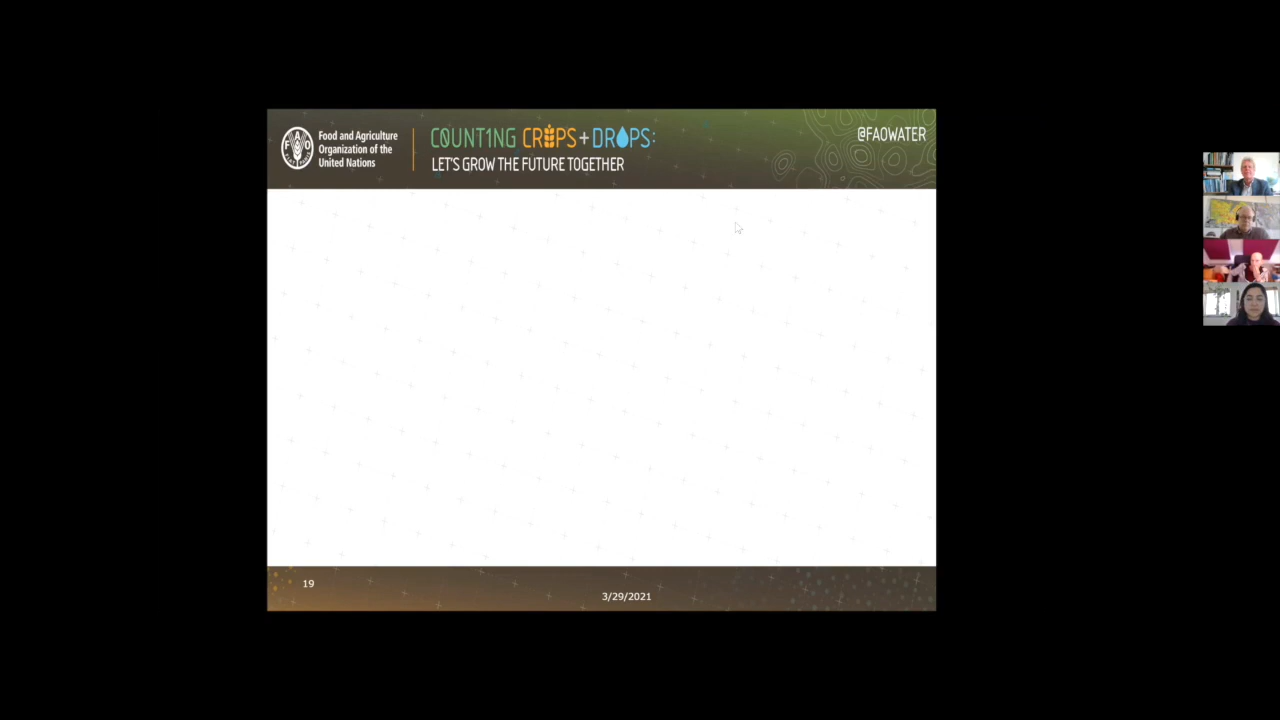 Food and Agriculture
Organization of the
United Nations
C0UNT1NG CROPS + DROPS:
LET'S GROW THE FUTURE TOGETHER
@FAOWATER
19
3/29/2021